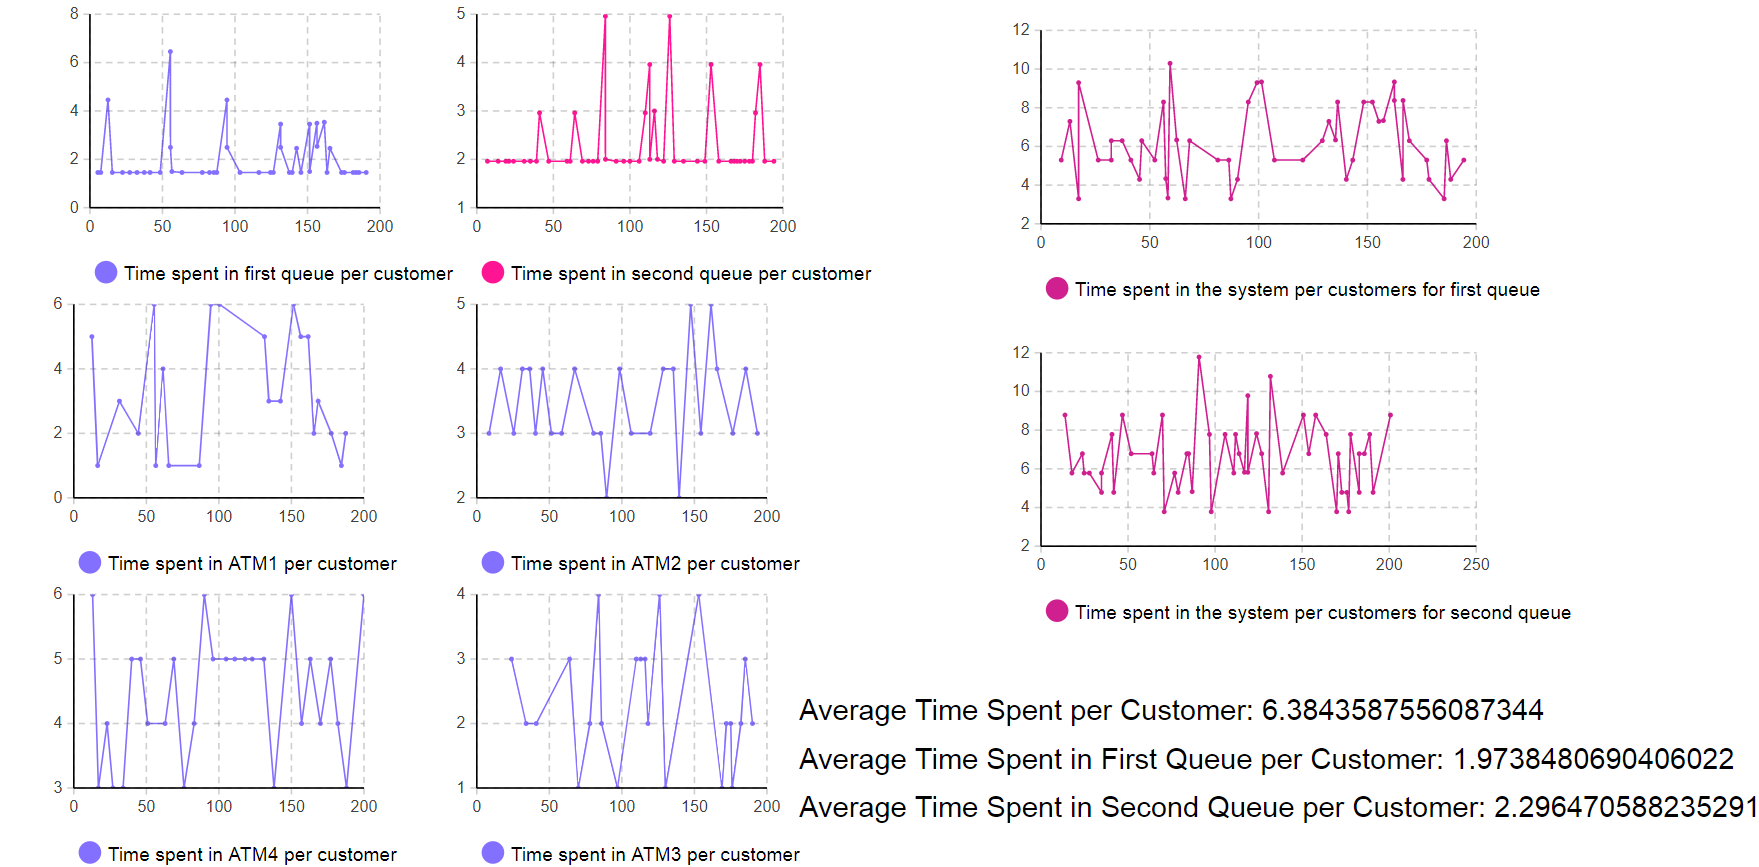 8
6
4
2
0
0 50 100 150 200
Time spent in first queue per customer
5
4
3
2
1
0 50 100 150 200
Time spent in second queue per customer
12
10
8
6
4
2
0 50 100 150 200
Time spent in the system per customers for first queue
6
4
2
0
0 50 100 150 200
Time spent in ATM1 per customer
5
4
3
2
0 50 100 150 200
Time spent in ATM2 per customer
12
10
8
6
4
2
0 50 100 150 200 250
Time spent in the system per customers for second queue
6
5
4
3
0 50 100 150 200
Time spent in ATM4 per customer
4
3
2
1
0 50 100 150 200
Time spent in ATM3 per customer
Average Time Spent per Customer: 6.3843587556087344
Average Time Spent in First Queue per Customer: 1.9738480690406022
Average Time Spent in Second Queue per Customer: 2.296470588235291